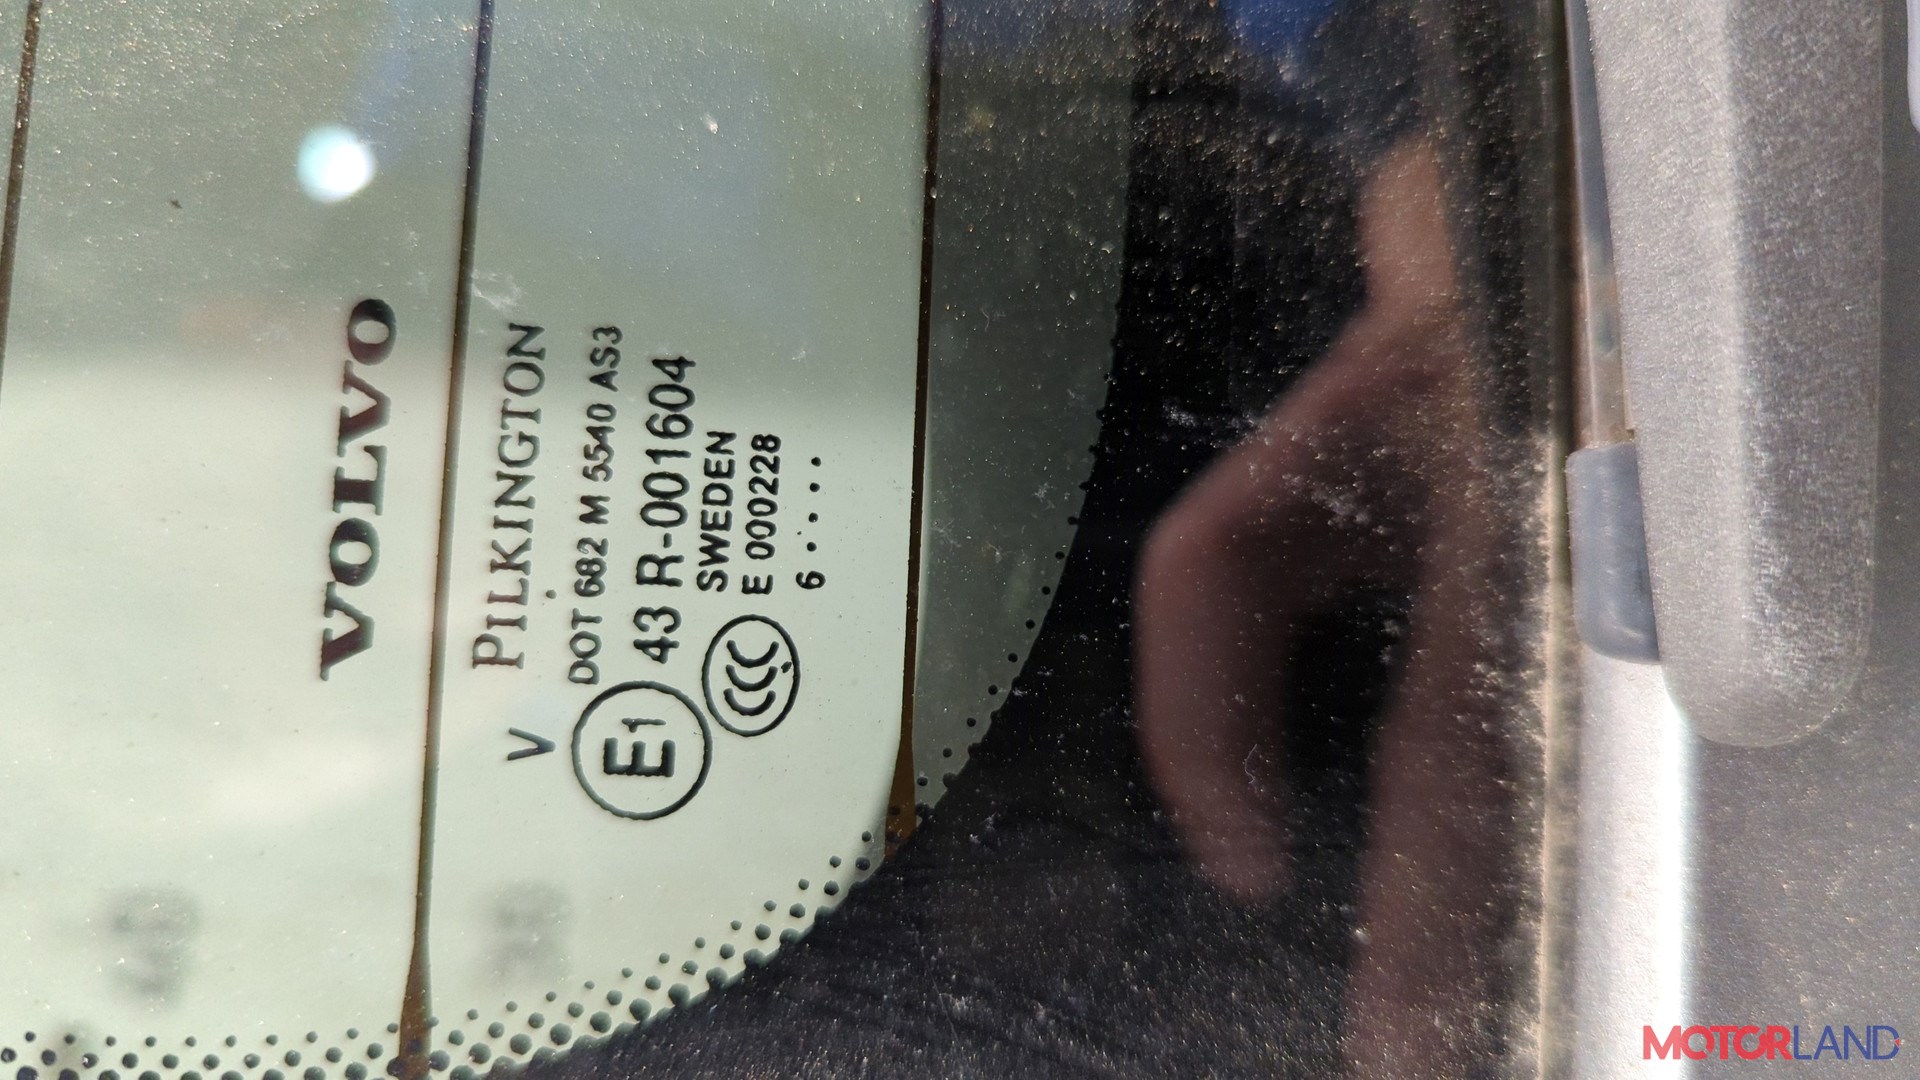 VOLVO
PILKINGTON
V DOT 682 M 5540 AS3
E1 43 R-001604
SWEDEN
CCC E 000228
6.....
MOTORLAND